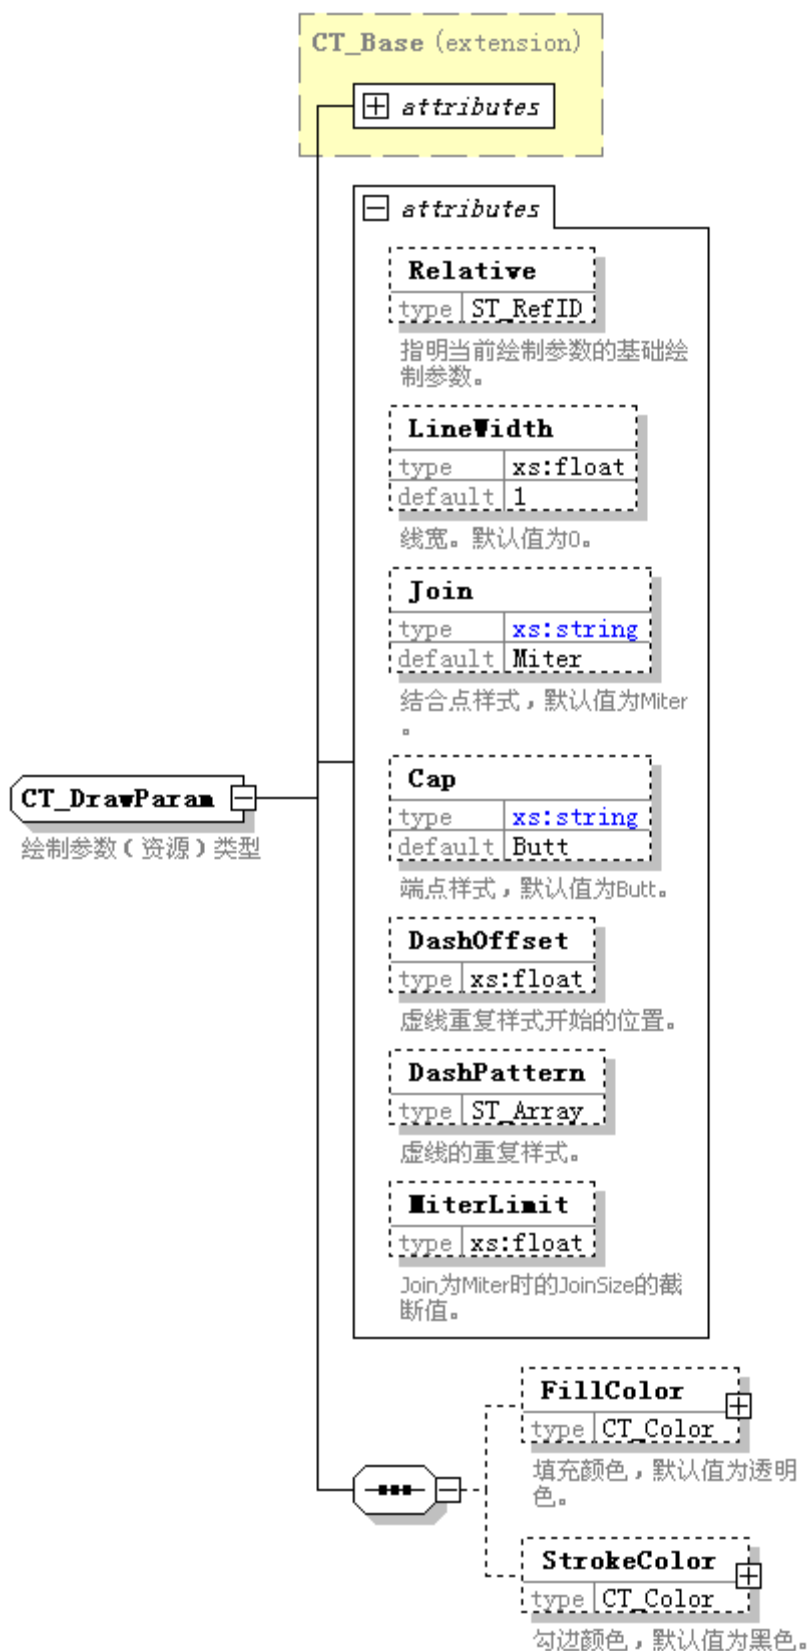 CT_Base (extension)
attributes
attributes
Relative
type ST_RefID
指明当前绘制参数的基础绘
制参数。
LineWidth
type xs:float
default 1
线宽。默认值为0。
Join
type xs:string
default Miter
结合点样式，默认值为Miter
。
CT_DrawParam
绘制参数（资源）类型
Cap
type xs:string
default Butt
端点样式，默认值为Butt。
DashOffset
type xs:float
虚线重复样式开始的位置。
DashPattern
type ST_Array
虚线的重复样式。
MiterLimit
type xs:float
Join为Miter时的JoinSize的截
断值。
FillColor
type CT_Color
填充颜色，默认值为透明
色。
StrokeColor
type CT_Color
勾边颜色，默认值为黑色。